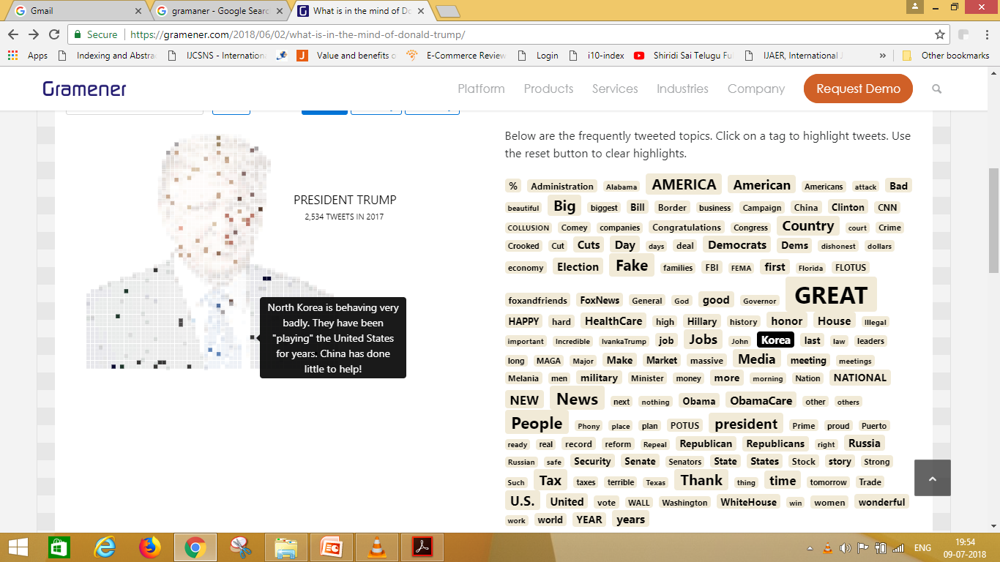 Gmail
gramaner - Google Searc
What is in the mind of Do
Secure
https://gramener.com/2018/06/02/what-is-in-the-mind-of-donald-trump/
Apps Indexing and Abstra IJCSNS - Internation J Value and benefits o E-Commerce Review Login i10-index Shiridi Sai Telugu Fu IJAER, International J » Other bookmarks
Gramener Platform Products Services Industries Company Request Demo
Below are the frequently tweeted topics. Click on a tag to highlight tweets. Use
the reset button to clear highlights.
PRESIDENT TRUMP
2,534 TWEETS IN 2017
North Korea is behaving very
badly. They have been
"playing" the United States
for years. China has done
little to help!
% Administration Alabama AMERICA American Americans attack Bad
beautiful Big biggest Bill Border business Campaign China Clinton CNN
COLLUSION Comey companies Congratulations Congress Country court Crime
Crooked Cut Cuts Day days deal Democrats Dems dishonest dollars
economy Election Fake families FBI FEMA first Florida FLOTUS
foxandfriends FoxNews General God good Governor GREAT
HAPPY hard HealthCare high Hillary history honor House Illegal
important Incredible IvankaTrump job Jobs John Korea last law leaders
long MAGA Major Make Market massive Media meeting meetings
Melania men military Minister money more morning Nation NATIONAL
NEW News next nothing Obama ObamaCare other others
People Phony place plan POTUS president Prime proud Puerto
ready real record reform Repeal Republican Republicans right Russia
Russian safe Security Senate Senators State States Stock story Strong
Such Tax taxes terrible Texas Thank thing time tomorrow Trade
U.S. United vote WALL Washington WhiteHouse win women wonderful
work world YEAR years
ENG
19:54
09-07-2018